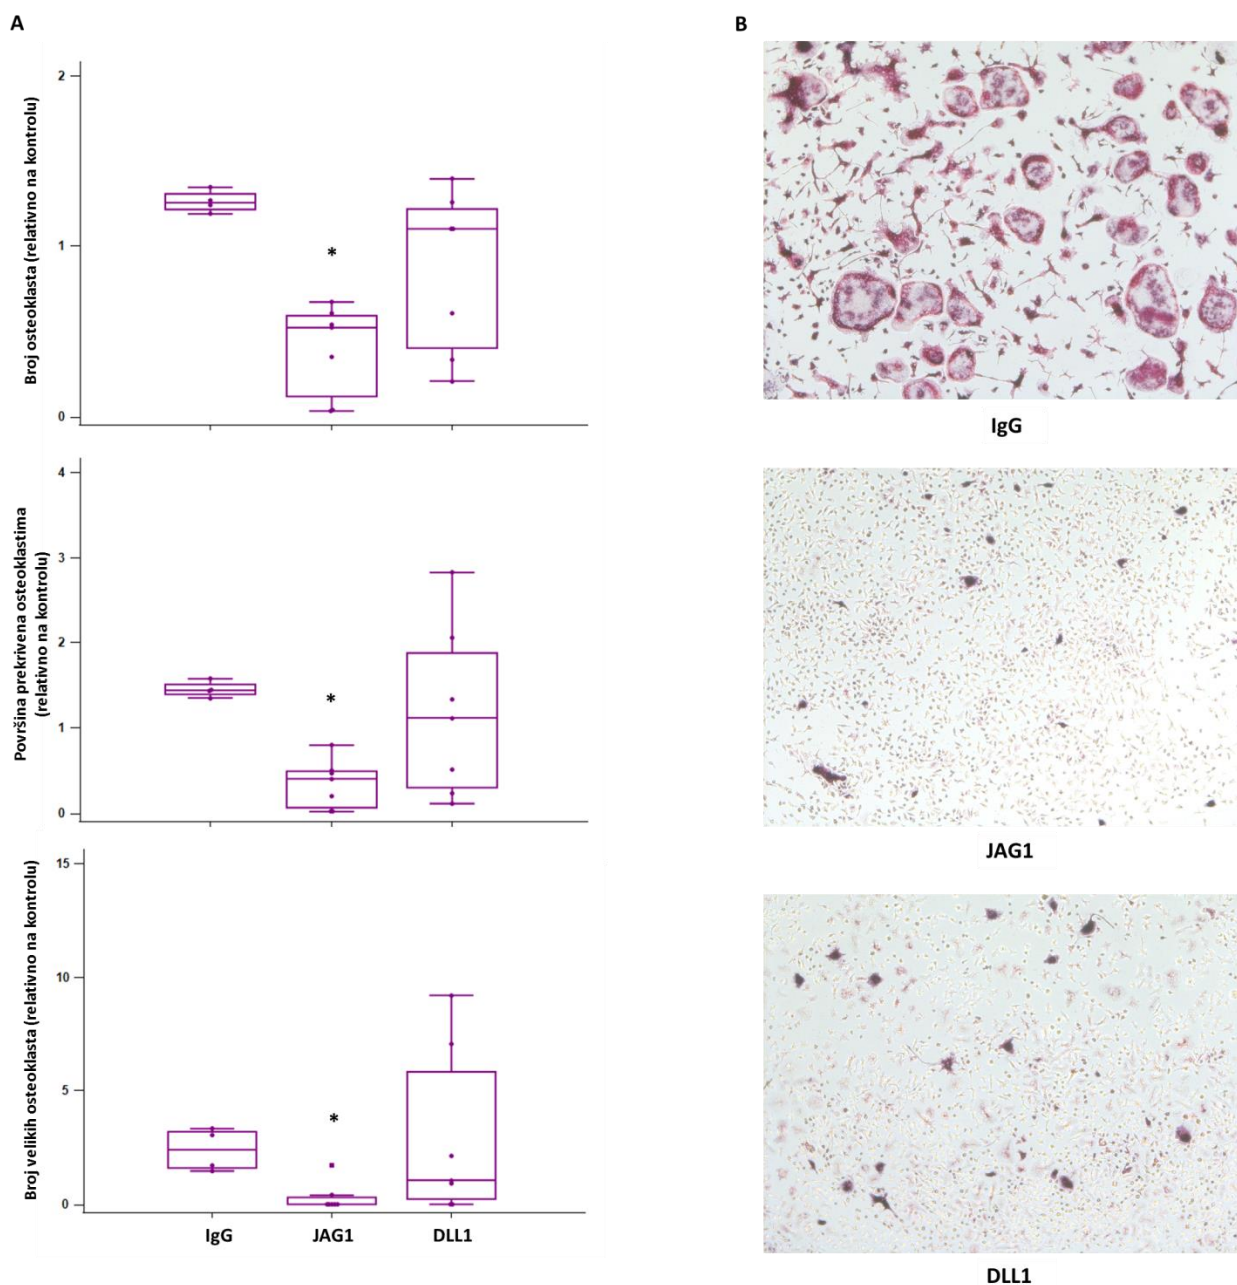 A
B
Broj osteoklasta (relativno na kontrolu)
2
1
0
*
IgG
Površina prekrivena osteoklastima
(relativno na kontrolu)
4
3
2
1
0
*
JAG1
Broj velikih osteoklasta (relativno na kontrolu)
15
10
5
0
*
IgG JAG1 DLL1
DLL1